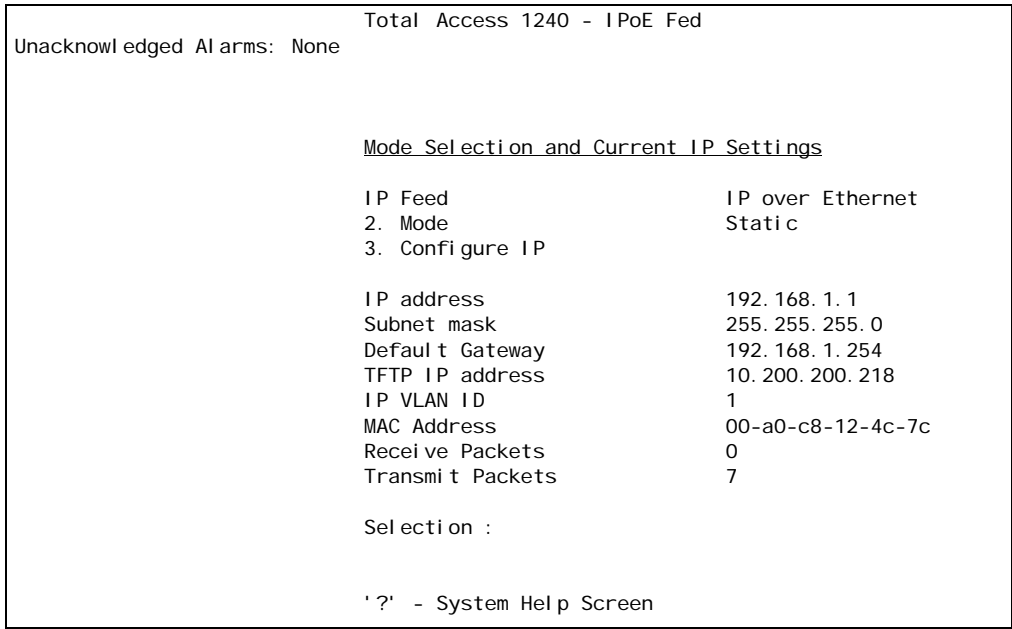 Total Access 1240 - IPoE Fed
Unacknowledged Alarms: None
Mode Selection and Current IP Settings
IP Feed IP over Ethernet
2. Mode Static
3. Configure IP
IP address 192.168.1.1
Subnet mask 255.255.255.0
Default Gateway 192.168.1.254
TFTP IP address 10.200.200.218
IP VLAN ID 1
MAC Address 00-a0-c8-12-4c-7c
Receive Packets 0
Transmit Packets 7
Selection :
'?' - System Help Screen